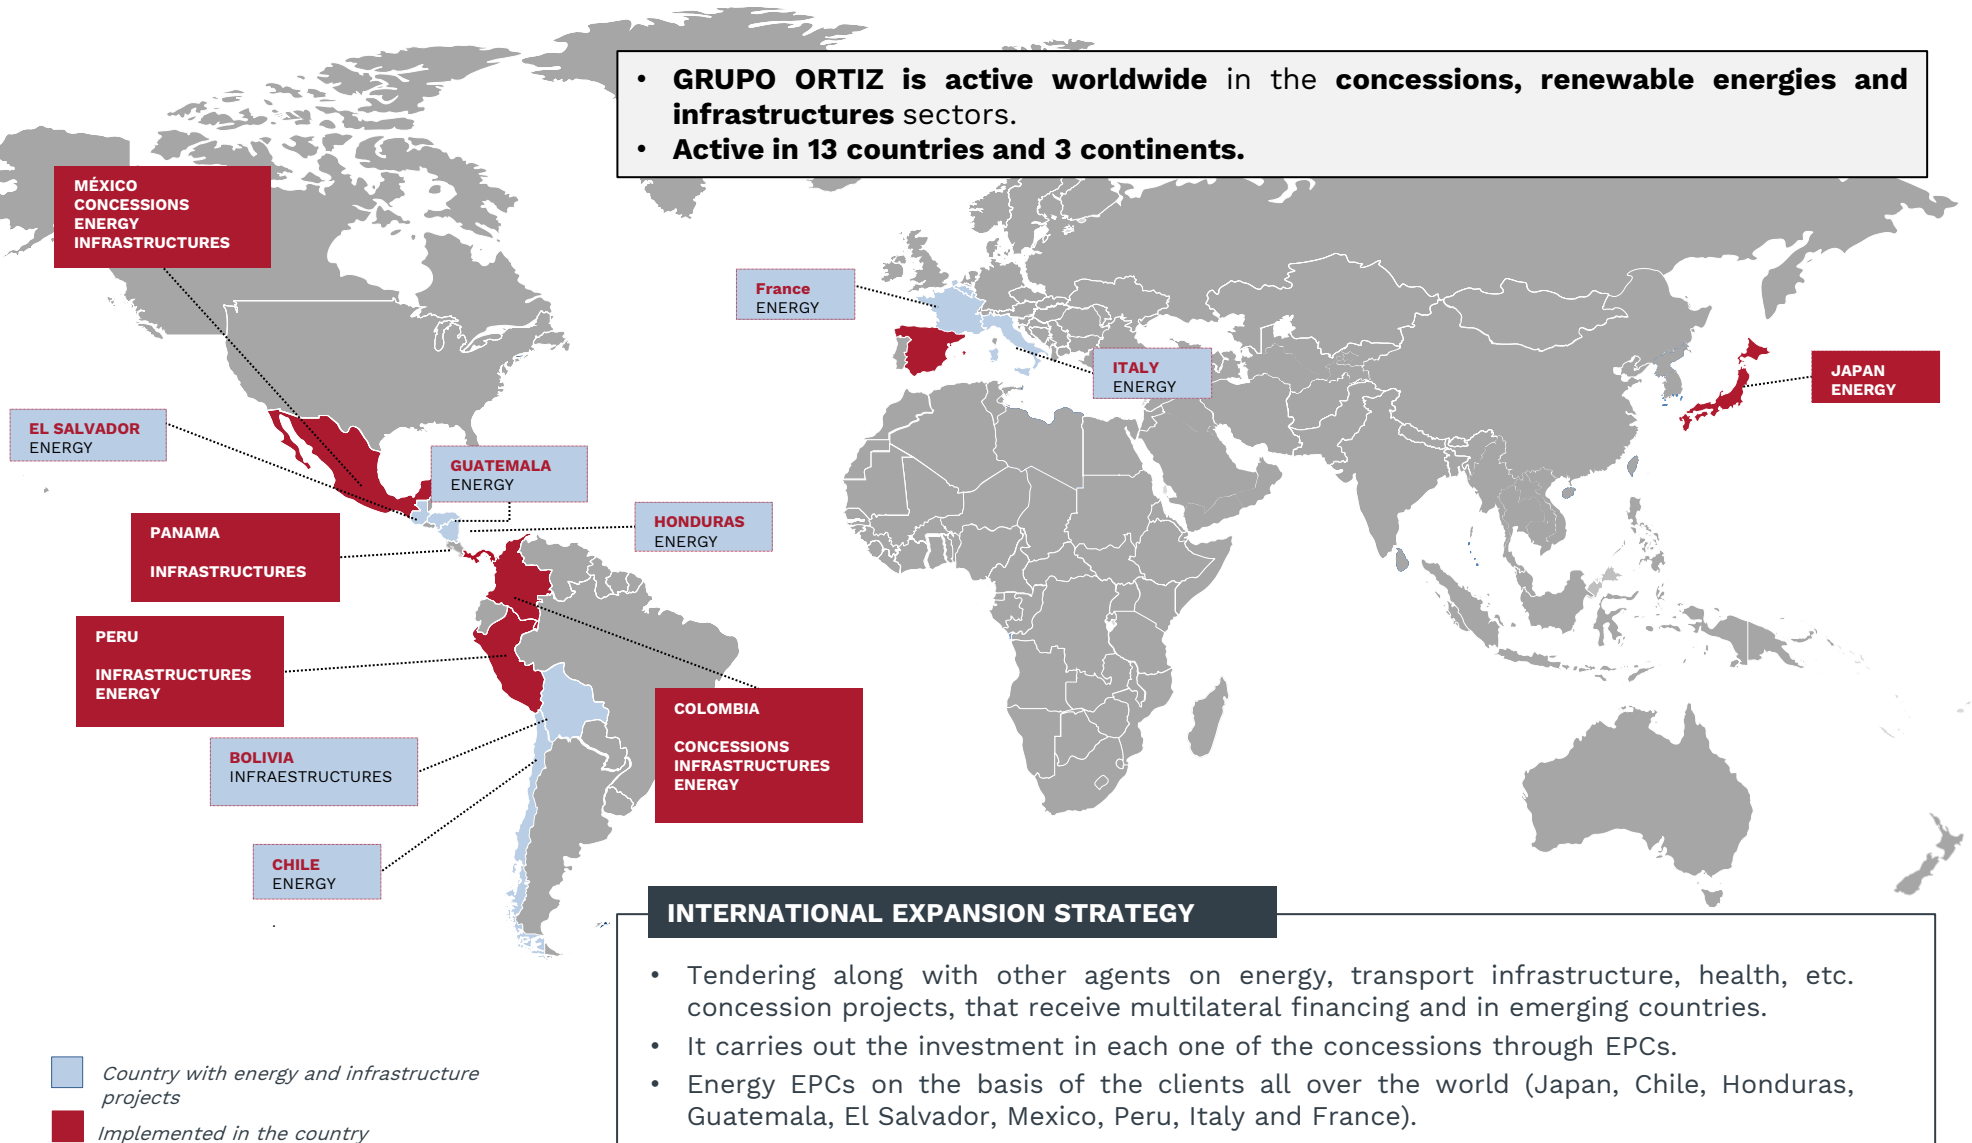 • GRUPO ORTIZ is active worldwide in the concessions, renewable energies and
infrastructures sectors.
• Active in 13 countries and 3 continents.
MÉXICO
CONCESSIONS
ENERGY
INFRASTRUCTURES
France
ENERGY
ITALY
ENERGY
JAPAN
ENERGY
EL SALVADOR
ENERGY
GUATEMALA
ENERGY
HONDURAS
ENERGY
PANAMA
INFRASTRUCTURES
PERU
INFRASTRUCTURES
ENERGY
COLOMBIA
CONCESSIONS
INFRASTRUCTURES
ENERGY
BOLIVIA
INFRAESTRUCTURES
CHILE
ENERGY
INTERNATIONAL EXPANSION STRATEGY
• Tendering along with other agents on energy, transport infrastructure, health, etc.
concession projects, that receive multilateral financing and in emerging countries.
• It carries out the investment in each one of the concessions through EPCs.
• Energy EPCs on the basis of the clients all over the world (Japan, Chile, Honduras,
Guatemala, El Salvador, Mexico, Peru, Italy and France).
Country with energy and infrastructure
projects
Implemented in the country